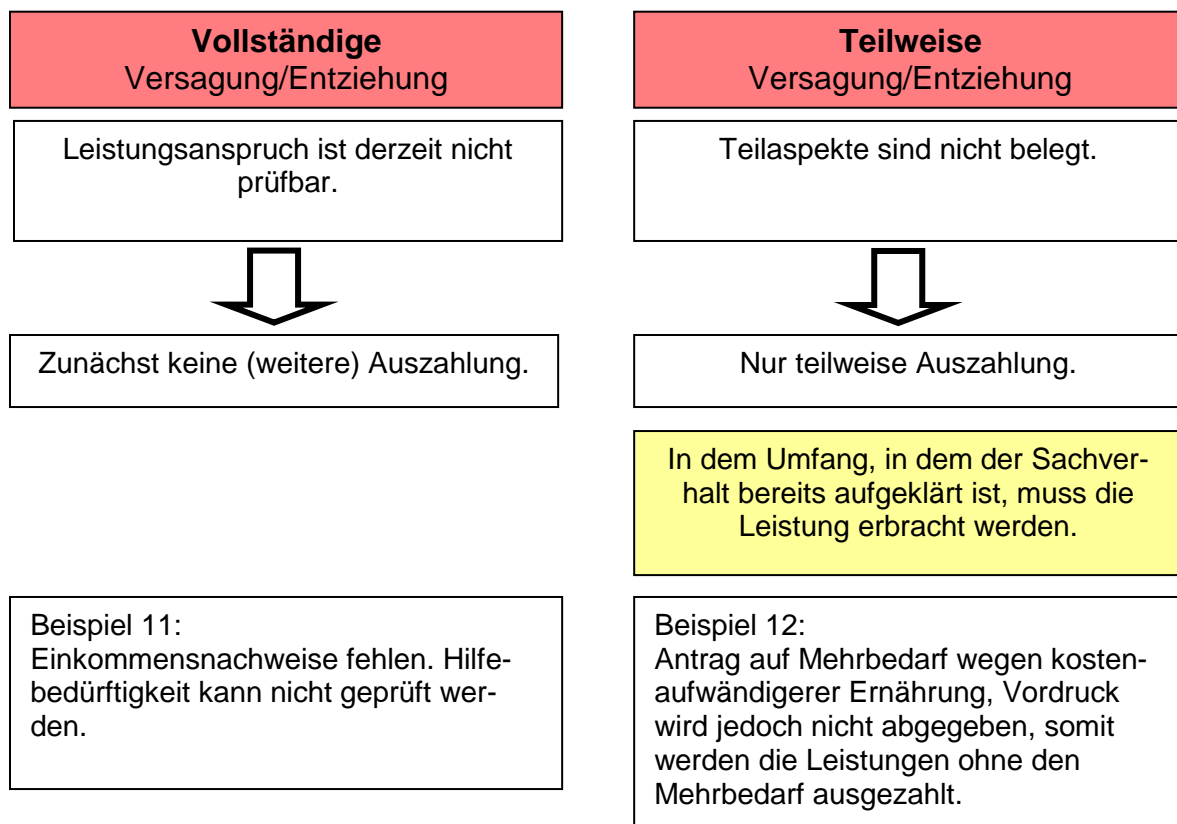 Vollständige
Versagung/Entziehung
Leistungsanspruch ist derzeit nicht
prüfbar.
Zunächst keine (weitere) Auszahlung.
Beispiel 11:
Einkommensnachweise fehlen. Hilfe-
bedürftigkeit kann nicht geprüft wer-
den.
Teilweise
Versagung/Entziehung
Teilaspekte sind nicht belegt.
Nur teilweise Auszahlung.
In dem Umfang, in dem der Sachver-
halt bereits aufgeklärt ist, muss die
Leistung erbracht werden.
Beispiel 12:
Antrag auf Mehrbedarf wegen kosten-
aufwändigerer Ernährung, Vordruck
wird jedoch nicht abgegeben, somit
werden die Leistungen ohne den
Mehrbedarf ausgezahlt.